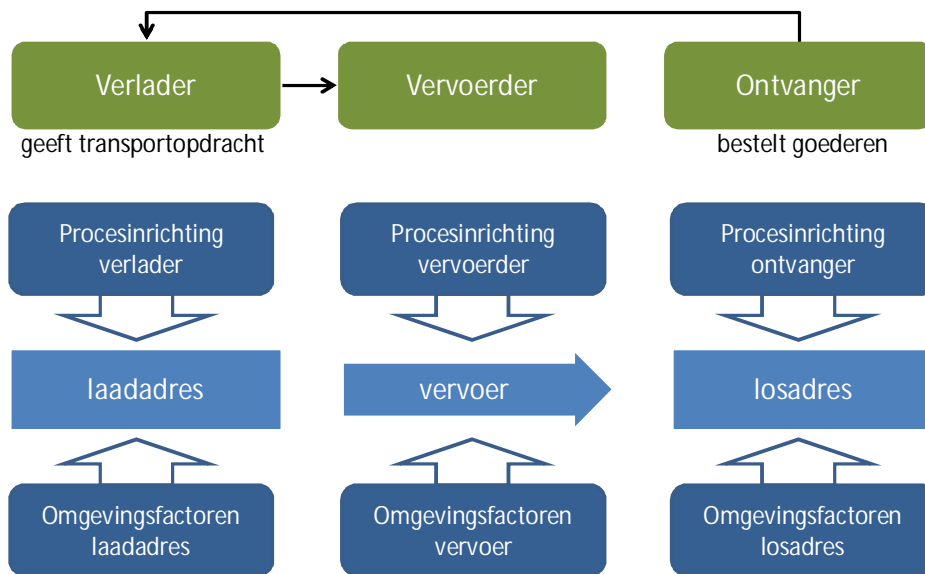 Verlader
Vervoerder
Ontvanger
geeft transportopdracht
bestelt goederen
Procesinrichting
verlader
Procesinrichting
vervoerder
Procesinrichting
ontvanger
laadadres
vervoer
losadres
Omgevingsfactoren
laadadres
Omgevingsfactoren
vervoer
Omgevingsfactoren
losadres